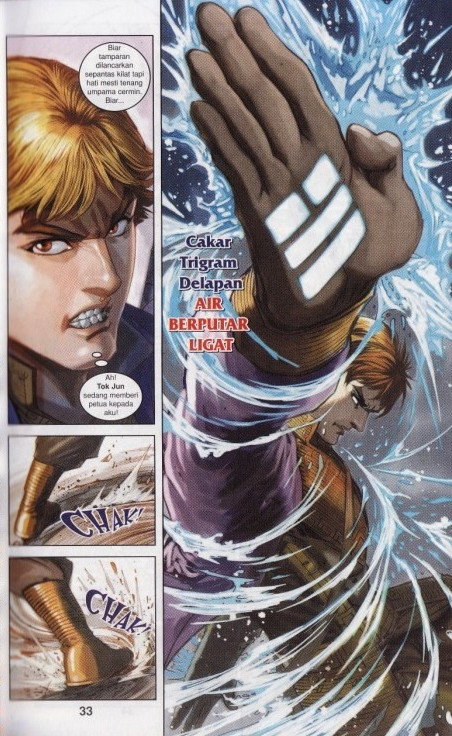 Biar
tamparan
dilancarkan
sepantas kilat tapi
hati mesti tenang
umpama cermin.
Biar...
Ah!
Tok Jun
sedang memberi
petua kepada
aku!
CHAK!
CHAK!
Cakar
Trigram
Delapan
AIR
BERPUTAR
LIGAT
33